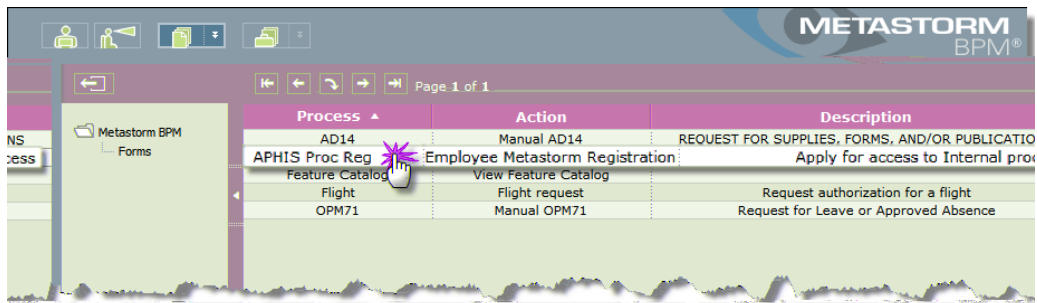 METASTORM
BPM®
Page 1 of 1
Metastorm BPM
Forms
NS
cess
Process Action Description
AD14 Manual AD14 REQUEST FOR SUPPLIES, FORMS, AND/OR PUBLICATIO
APHIS Proc Reg Employee Metastorm Registration Apply for access to Internal proc
Feature Catalog View Feature Catalog
Flight Flight request Request authorization for a flight
OPM71 Manual OPM71 Request for Leave or Approved Absence